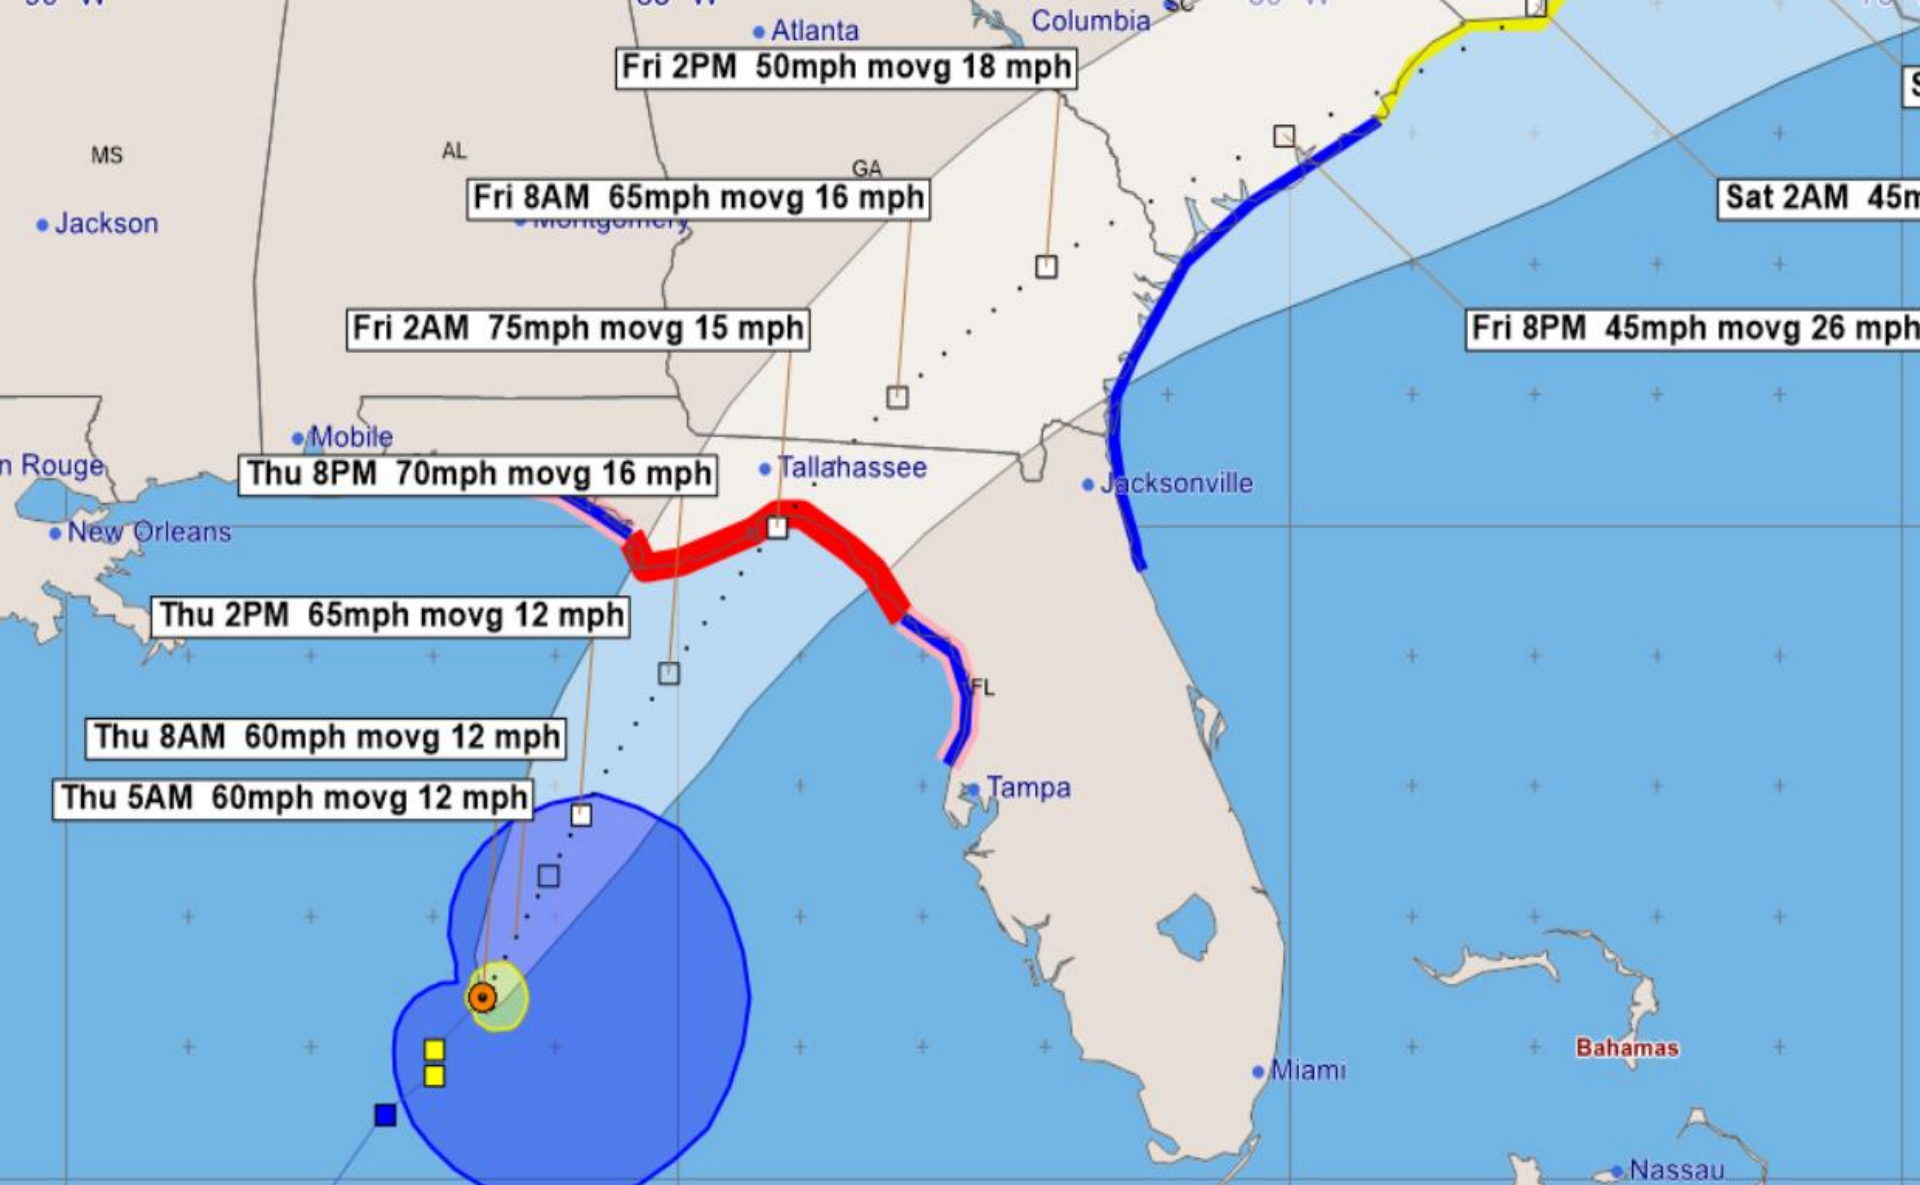 Atlanta
Columbia
SC
Fri 2PM 50mph movg 18 mph
S
MS
AL
GA
Fri 8AM 65mph movg 16 mph
Sat 2AM 45m
Jackson
Montgomery
Fri 2AM 75mph movg 15 mph
Fri 8PM 45mph movg 26 mph
Mobile
n Rouge
Thu 8PM 70mph movg 16 mph
Tallahassee
Jacksonville
New Orleans
Thu 2PM 65mph movg 12 mph
FL
Thu 8AM 60mph movg 12 mph
Thu 5AM 60mph movg 12 mph
Tampa
Bahamas
Miami
Nassau